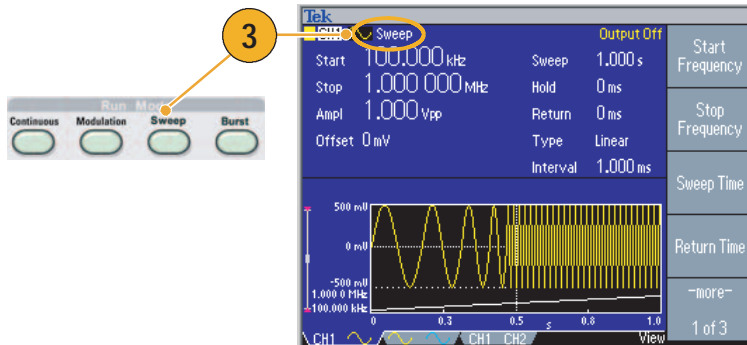 3
Run Mode
Continuous Modulation Sweep Burst
Tek
CH1 Sweep Output Off
Start 100.000 kHz Sweep 1.000 s
Stop 1.000 000 MHz Hold 0 ms
Ampl 1.000 Vpp Return 0 ms
Offset 0 mV Type Linear
Interval 1.000 ms
500 mU
0 mU
-500 mU
1.000 0 MHz
100.000 kHz
0 0.3 0.5 s 0.8 1.0
CH1 CH1 CH2 View
Start
Frequency
Stop
Frequency
Sweep Time
Return Time
-more-
1 of 3